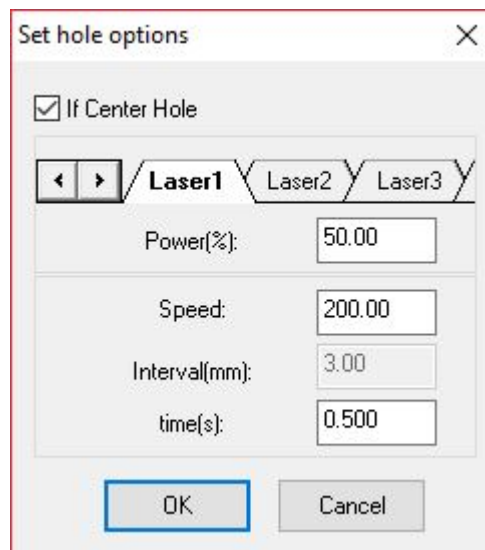 Set hole options
If Center Hole
Laser1 Laser2 Laser3
Power(%): 50.00
Speed: 200.00
Interval(mm): 3.00
time(s): 0.500
OK Cancel